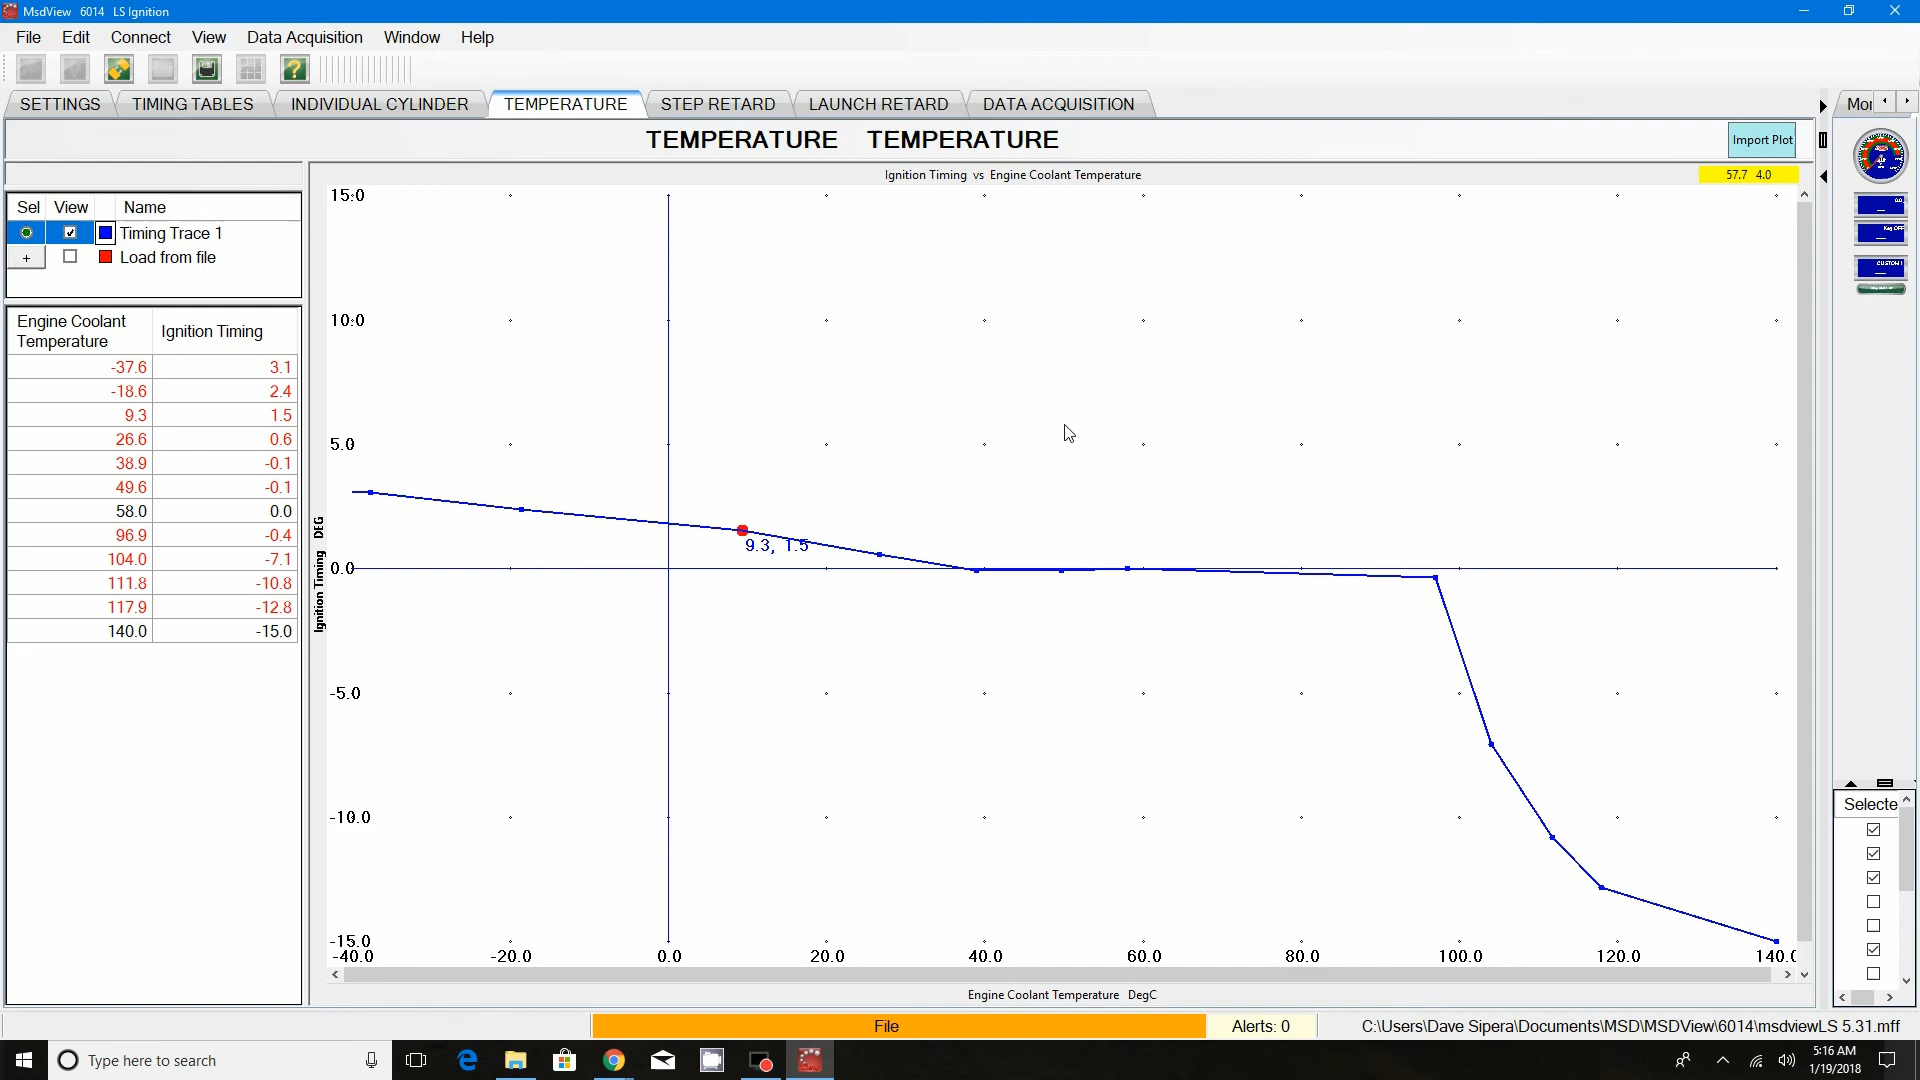 MsdView 6014 LS Ignition
File Edit Connect View Data Acquisition Window Help
SETTINGS TIMING TABLES INDIVIDUAL CYLINDER TEMPERATURE STEP RETARD LAUNCH RETARD DATA ACQUISITION
TEMPERATURE TEMPERATURE
Import Plot
Ignition Timing vs Engine Coolant Temperature
57.7 4.0
Sel View Name
Timing Trace 1
+ Load from file
Engine Coolant Temperature Ignition Timing
-37.6 3.1
-18.6 2.4
9.3 1.5
26.6 0.6
38.9 -0.1
49.6 -0.1
58.0 0.0
96.9 -0.4
104.0 -7.1
111.8 -10.8
117.9 -12.8
140.0 -15.0
Ignition Timing DEG
15.0
10.0
5.0
0.0
-5.0
-10.0
-15.0
9.3, 1.5
-40.0 -20.0 0.0 20.0 40.0 60.0 80.0 100.0 120.0 140.0
Engine Coolant Temperature DegC
Selecte
File
Alerts: 0
C:\Users\Dave Sipera\Documents\MSD\MSDView\6014\msdviewLS 5.31.mff
Type here to search
5:16 AM
1/19/2018